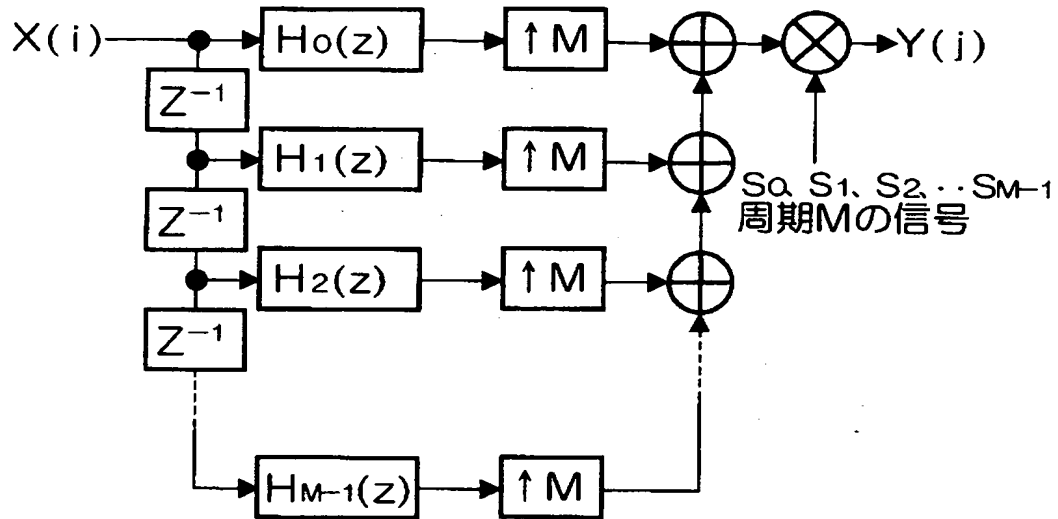 X(i) H0(z) ↑M Y(j)
Z−1
H1(z) ↑M
Z−1
S0、S1、S2、‥SM−1
周期Mの信号
H2(z) ↑M
Z−1
HM−1(z) ↑M